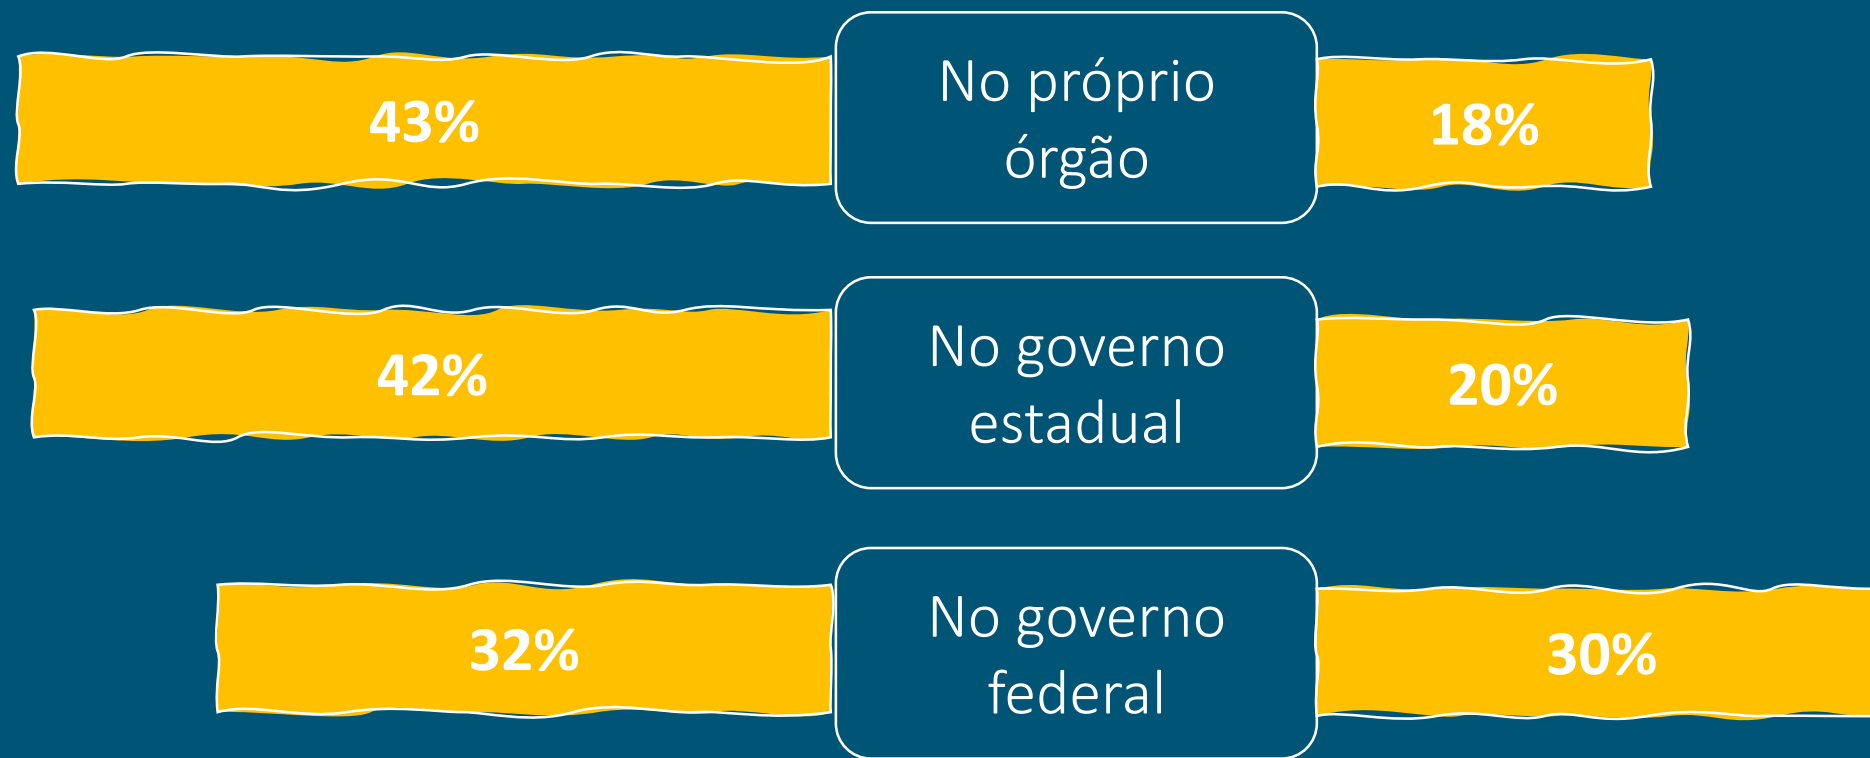 43%
No próprio
órgão
18%
42%
No governo
estadual
20%
32%
No governo
federal
30%